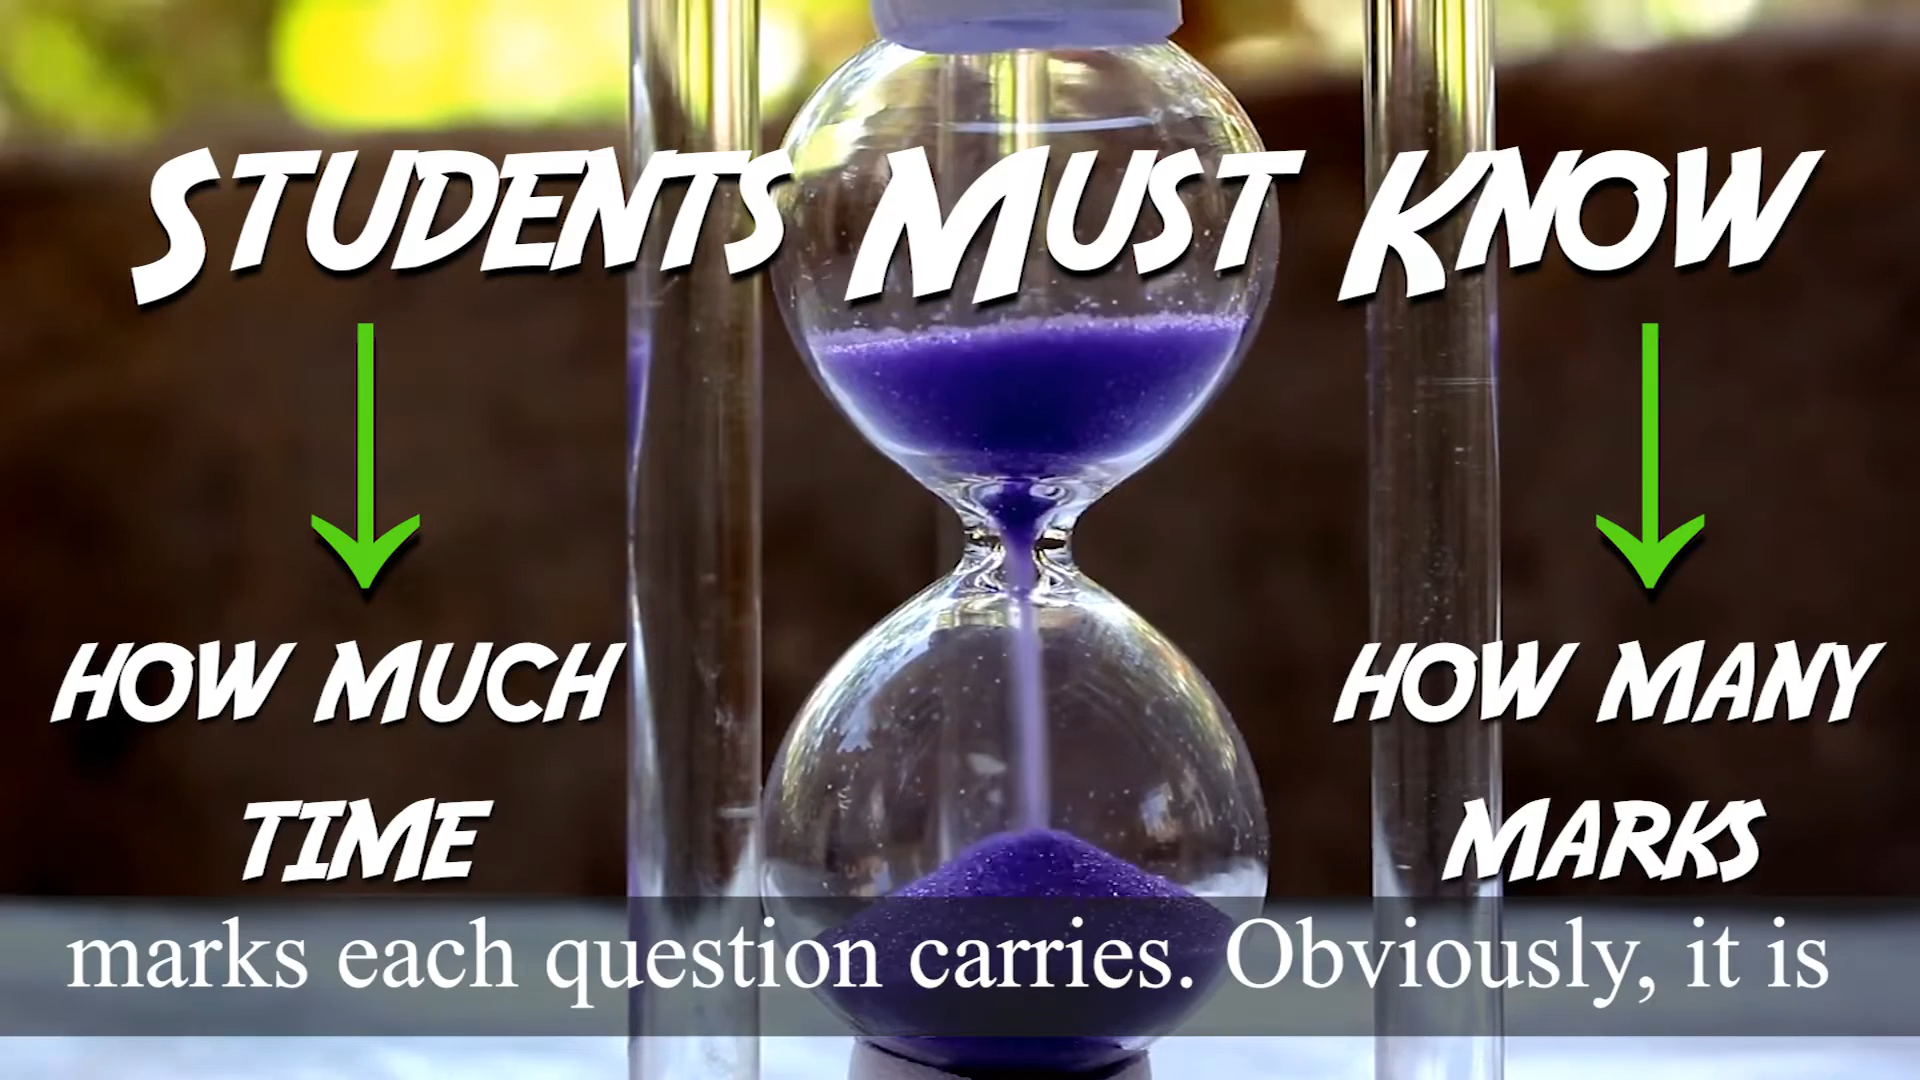 Students Must Know
HOW MUCH
TIME
HOW MANY
MARKS
marks each question carries. Obviously, it is